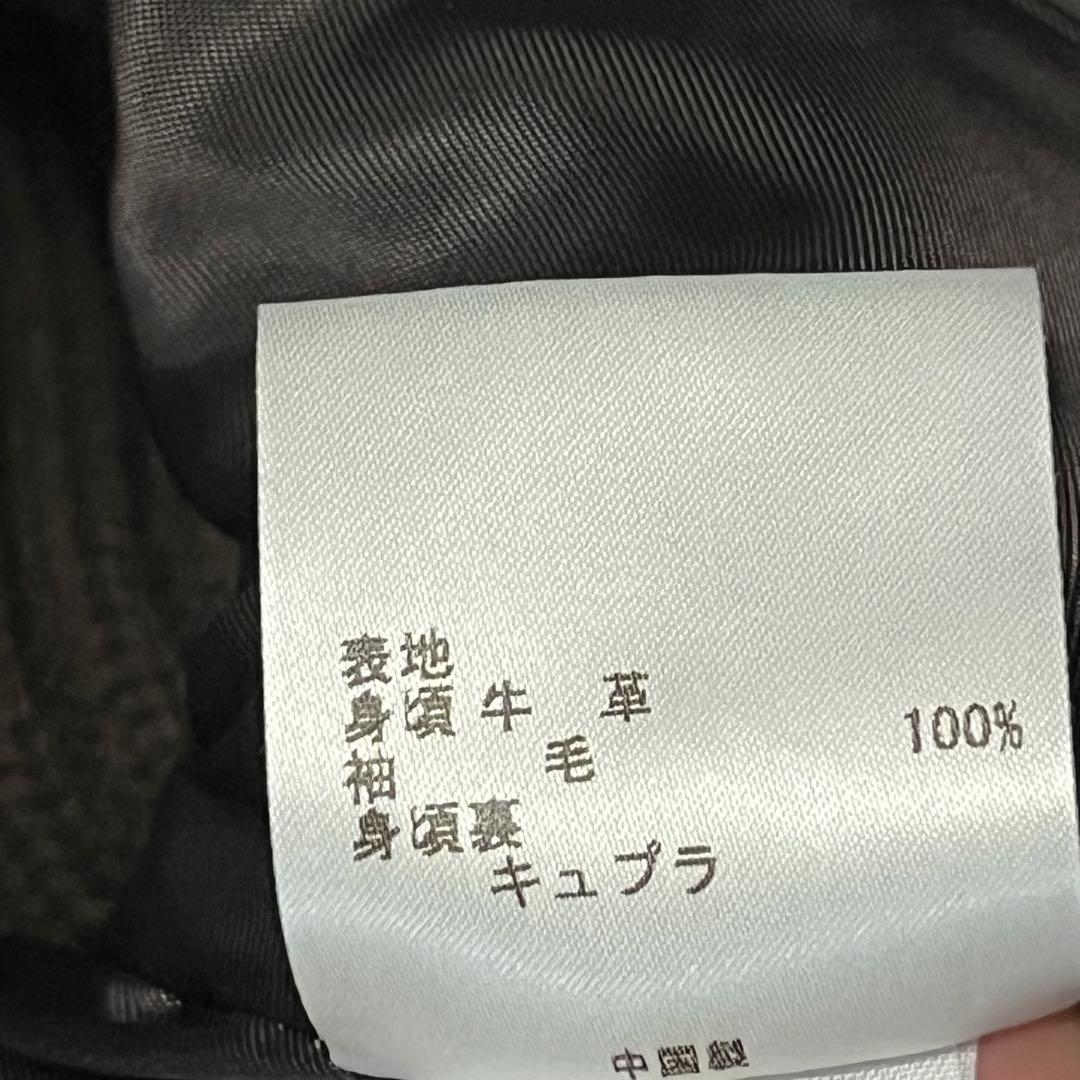 表地
身頃 牛 革
袖 毛 100%
身頃裏
キュプラ
中国製